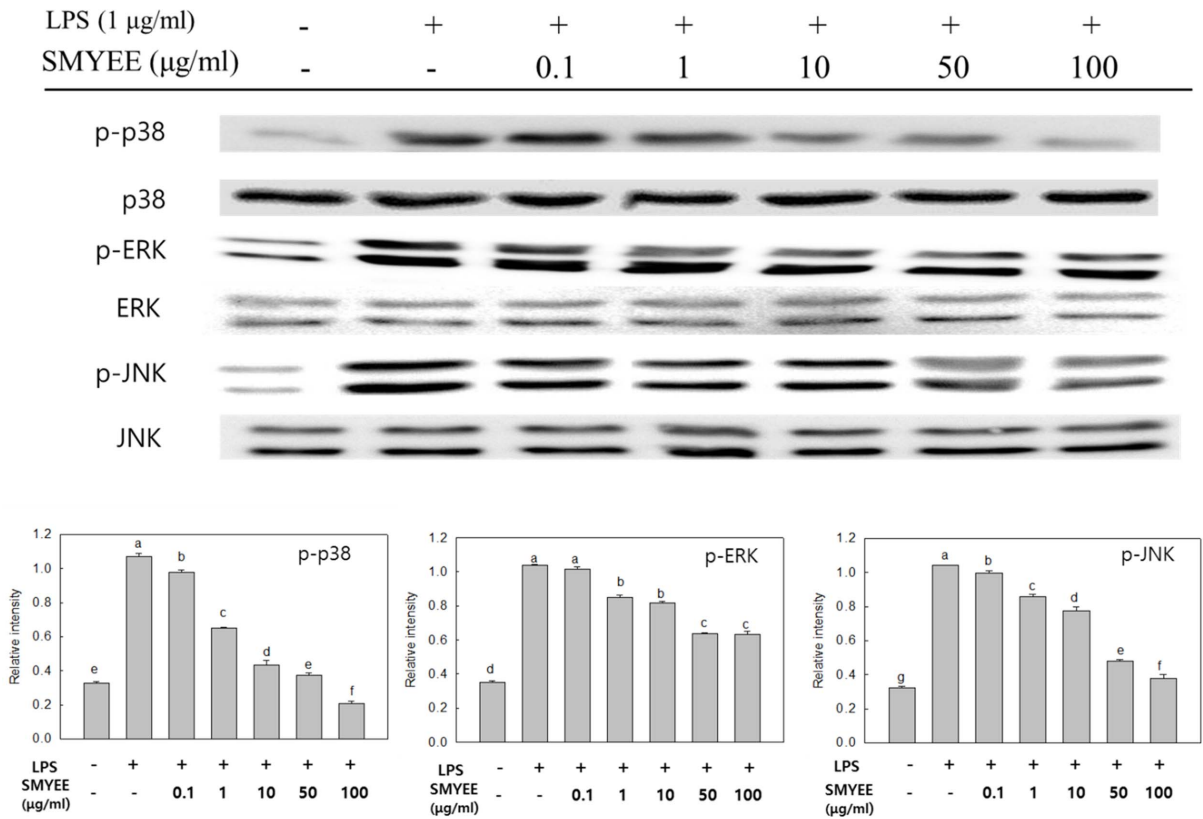 LPS (1 μg/ml) - + + + + + +
SMYEE (μg/ml) - - 0.1 1 10 50 100
p-p38
p38
p-ERK
ERK
p-JNK
JNK
p-p38
Relative intensity
1.2
1.0
0.8
0.6
0.4
0.2
0.0
e a b c d e f
LPS - + + + + + +
SMYEE - - 0.1 1 10 50 100
(μg/ml)
p-ERK
Relative intensity
1.2
1.0
0.8
0.6
0.4
0.2
0.0
d a a b b c c
LPS - + + + + + +
SMYEE - - 0.1 1 10 50 100
(μg/ml)
p-JNK
Relative intensity
1.2
1.0
0.8
0.6
0.4
0.2
0.0
g a b c d e f
LPS - + + + + + +
SMYEE - - 0.1 1 10 50 100
(μg/ml)